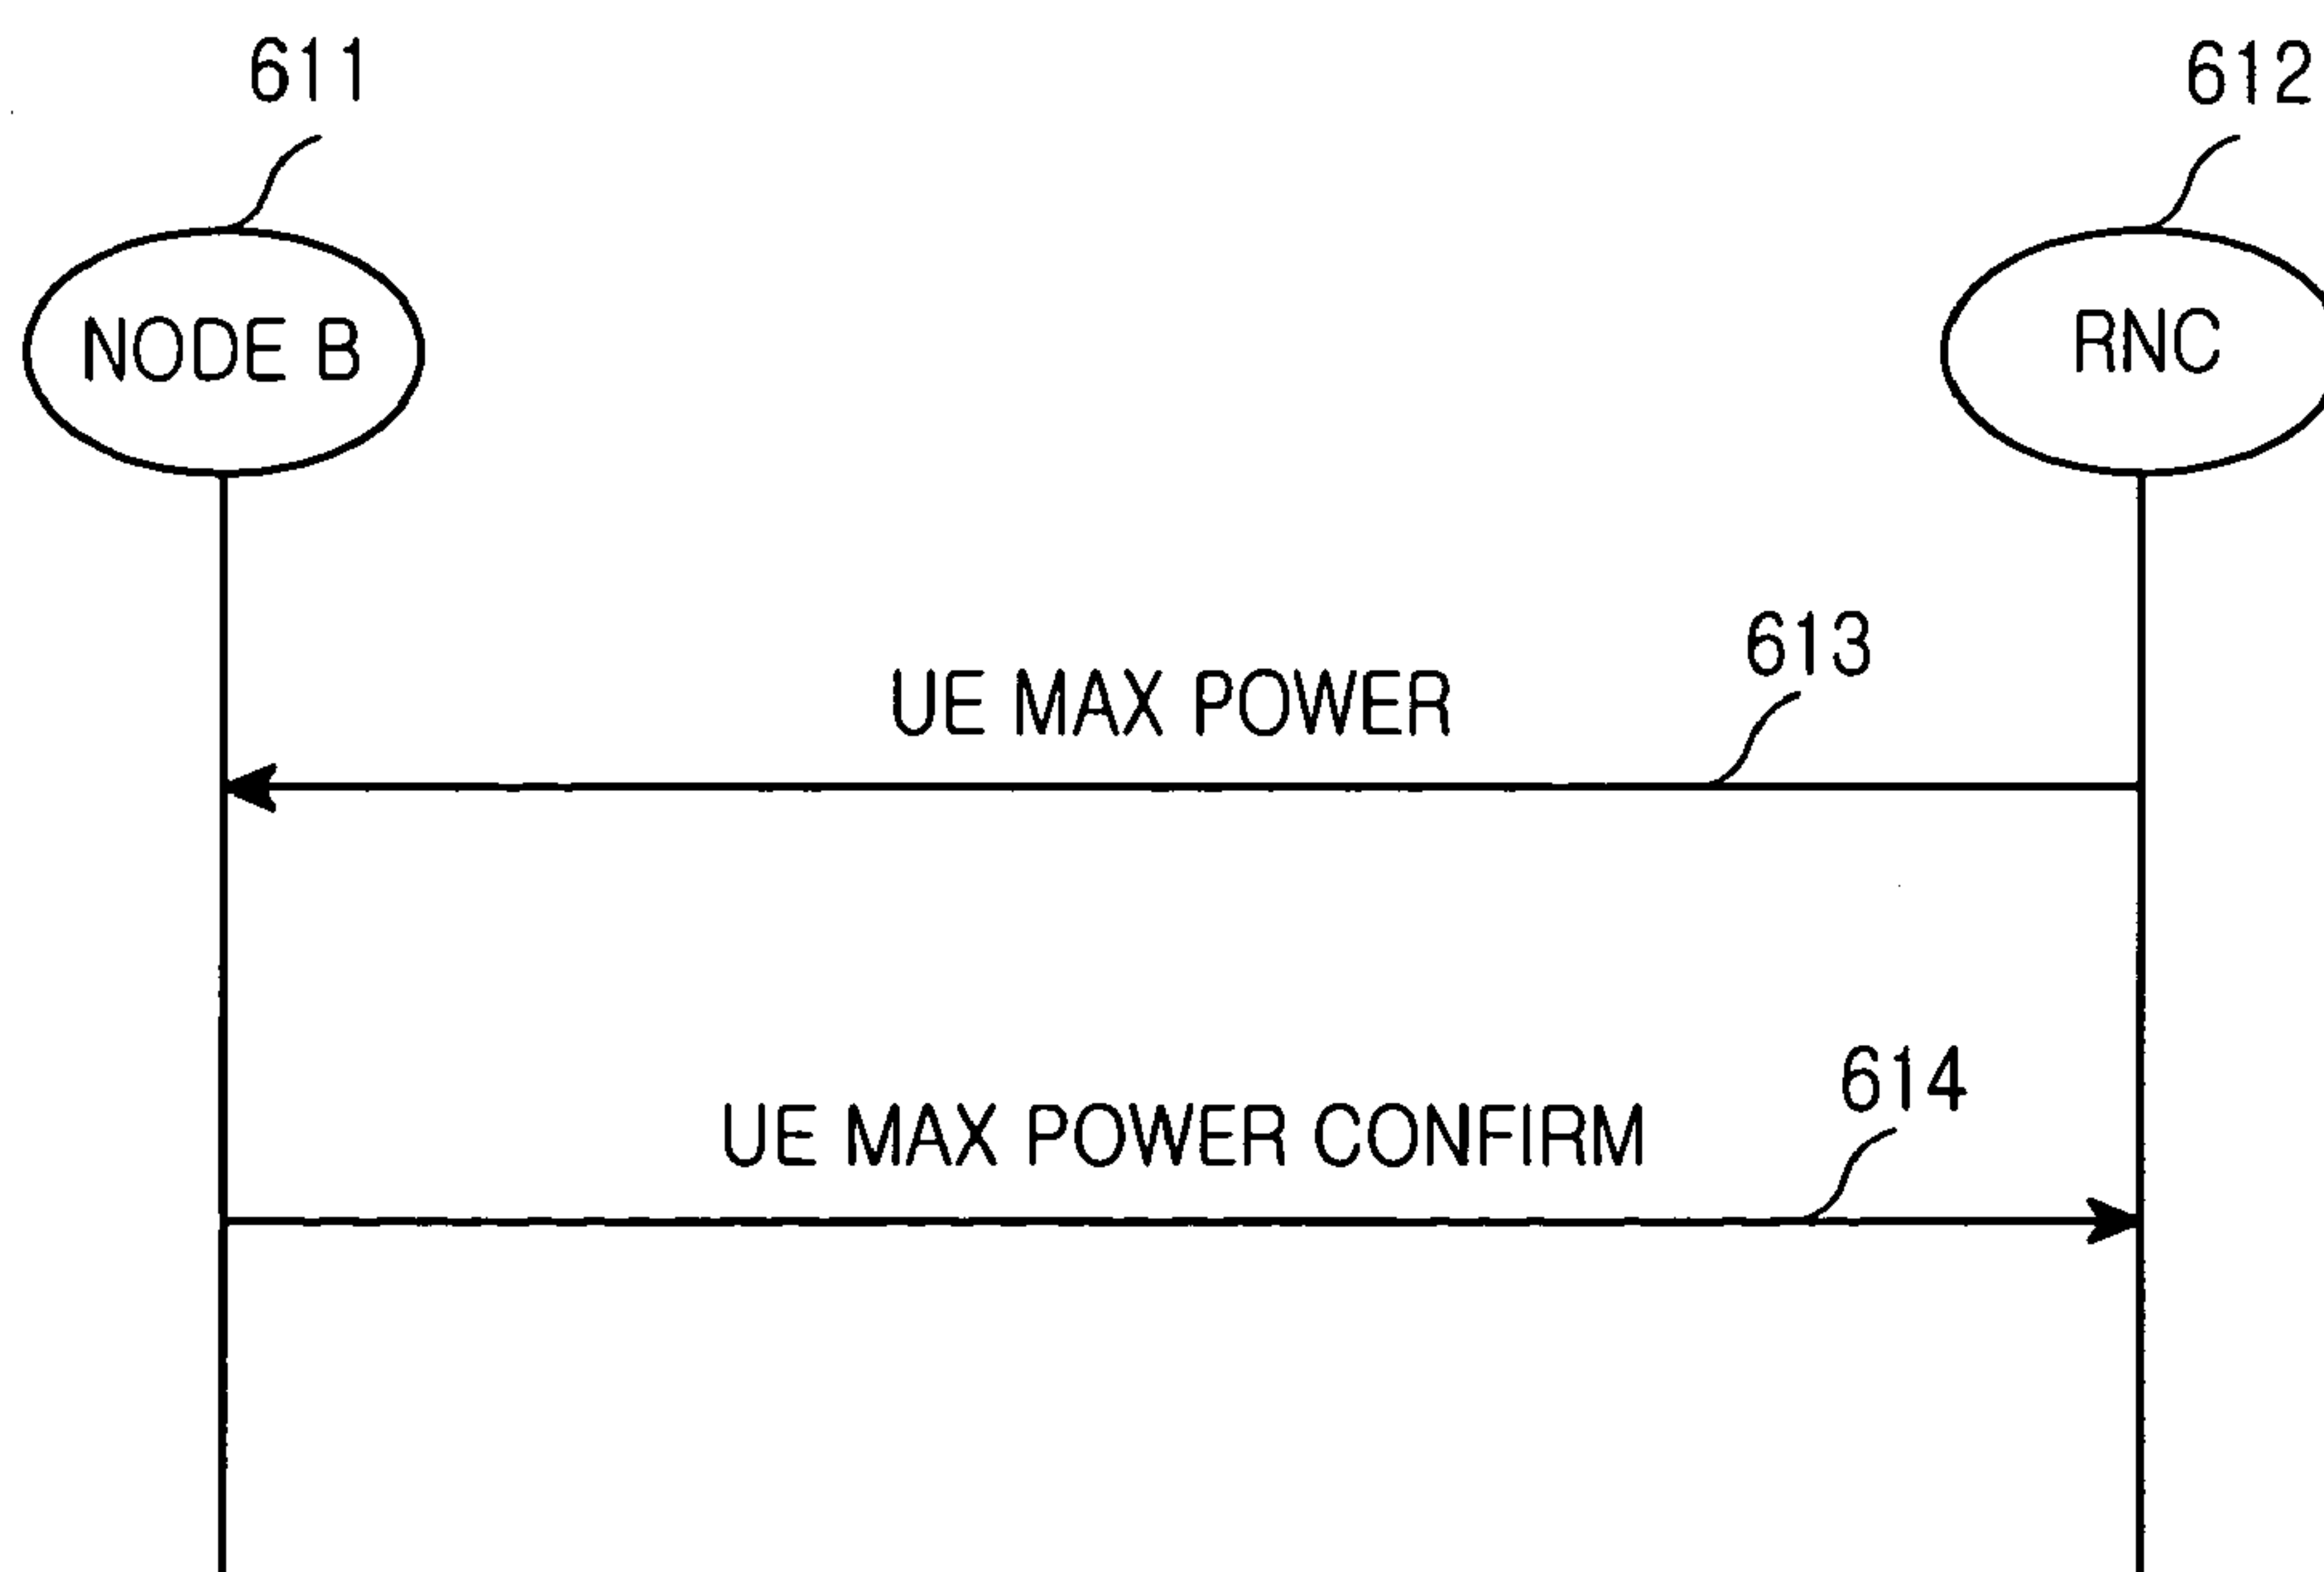 611
612
NODE B
RNC
613
UE MAX POWER
614
UE MAX POWER CONFIRM